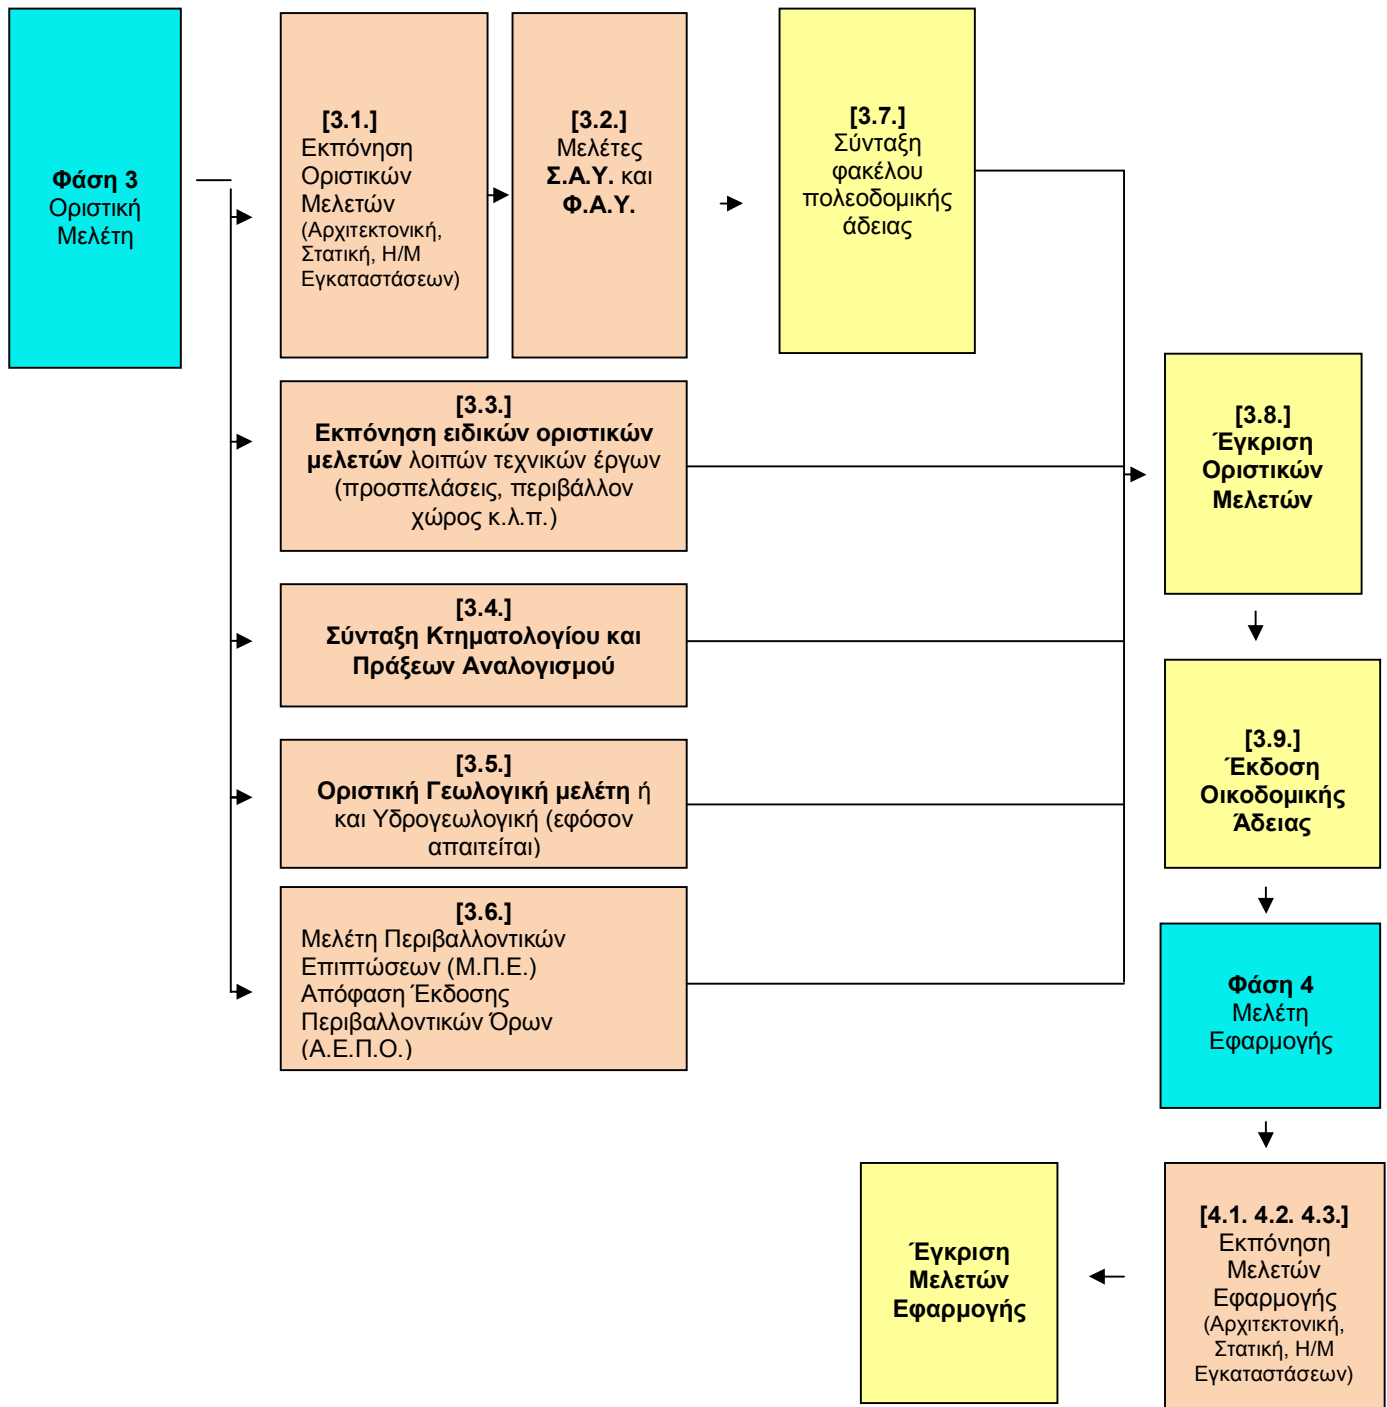 Φάση 3
Οριστική
Μελέτη
[3.1.]
Εκπόνηση
Οριστικών
Μελετών
(Αρχιτεκτονική,
Στατική, Η/Μ
Εγκαταστάσεων)
[3.2.]
Μελέτες
Σ.Α.Υ. και
Φ.Α.Υ.
[3.7.]
Σύνταξη
φακέλου
πολεοδομικής
άδειας
[3.3.]
Εκπόνηση ειδικών οριστικών
μελετών λοιπών τεχνικών έργων
(προσπελάσεις, περιβάλλον
χώρος κ.λ.π.)
[3.4.]
Σύνταξη Κτηματολογίου και
Πράξεων Αναλογισμού
[3.5.]
Οριστική Γεωλογική μελέτη ή
και Υδρογεωλογική (εφόσον
απαιτείται)
[3.6.]
Μελέτη Περιβαλλοντικών
Επιπτώσεων (Μ.Π.Ε.)
Απόφαση Έκδοσης
Περιβαλλοντικών Όρων
(Α.Ε.Π.Ο.)
[3.8.]
Έγκριση
Οριστικών
Μελετών
[3.9.]
Έκδοση
Οικοδομικής
Άδειας
Φάση 4
Μελέτη
Εφαρμογής
[4.1. 4.2. 4.3.]
Εκπόνηση
Μελετών
Εφαρμογής
(Αρχιτεκτονική,
Στατική, Η/Μ
Εγκαταστάσεων)
Έγκριση
Μελετών
Εφαρμογής